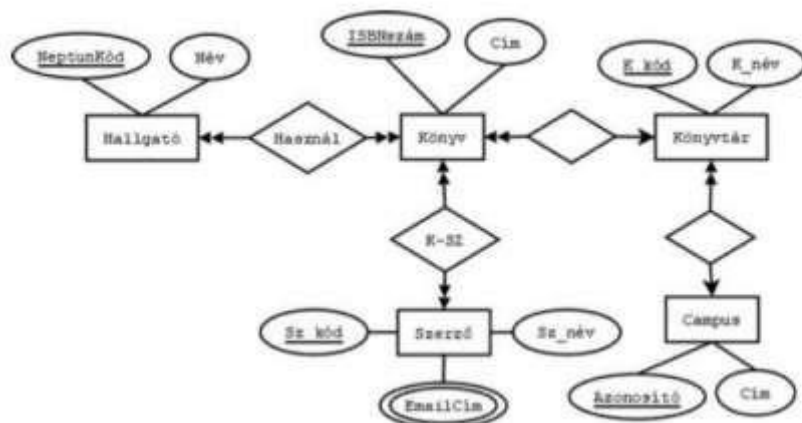 ISBNszám
Cím
NeptunKód
Név
K_kód
K_név
Hallgató
Használ
Könyv
Könyvtár
K-SZ
Sz_kód
Szerző
Sz_név
Campus
EmailCím
Azonosító
Cím